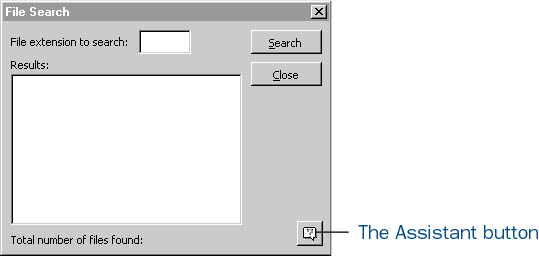 File Search
File extension to search:
Search
Results:
Close
Total number of files found:
The Assistant button